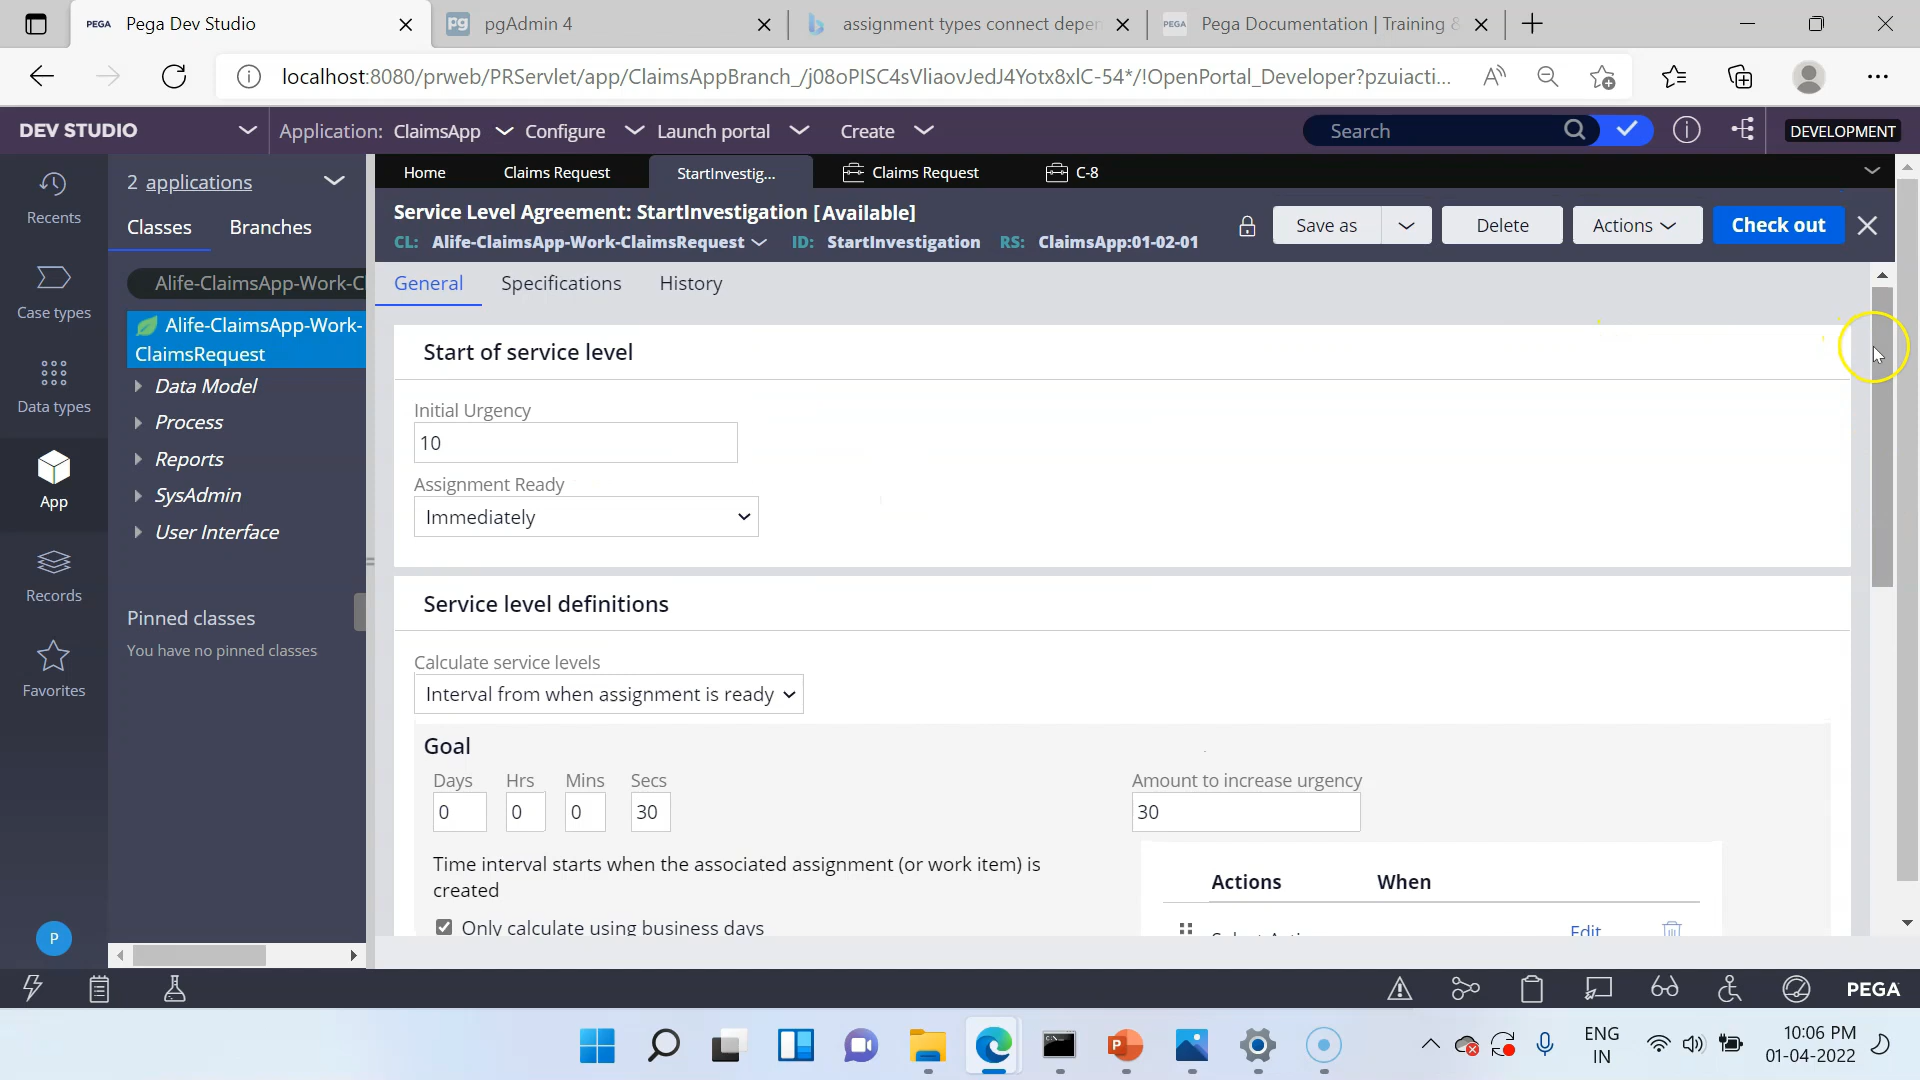 PEGA Pega Dev Studio
pg pgAdmin 4
assignment types connect depen
PEGA Pega Documentation | Training &
localhost:8080/prweb/PRServlet/app/ClaimsAppBranch_/j08oPISC4sVliaovJedJ4Yotx8xlC-54*/!OpenPortal_Developer?pzuiacti...
DEV STUDIO
Application: ClaimsApp
Configure
Launch portal
Create
Search
DEVELOPMENT
Recents
Case types
Data types
App
Records
Favorites
P
2 applications
Classes
Branches
Alife-ClaimsApp-Work-Cl
Alife-ClaimsApp-Work-
ClaimsRequest
Data Model
Process
Reports
SysAdmin
User Interface
Pinned classes
You have no pinned classes
Home
Claims Request
StartInvestig...
Claims Request
C-8
Service Level Agreement: StartInvestigation [Available]
CL: Alife-ClaimsApp-Work-ClaimsRequest ID: StartInvestigation RS: ClaimsApp:01-02-01
Save as
Delete
Actions
Check out
General
Specifications
History
Start of service level
Initial Urgency
10
Assignment Ready
Immediately
Service level definitions
Calculate service levels
Interval from when assignment is ready
Goal
Days Hrs Mins Secs
0 0 0 30
Amount to increase urgency
30
Time interval starts when the associated assignment (or work item) is
created
Only calculate using business days
Actions When
Edit
PEGA
ENG
IN
10:06 PM
01-04-2022